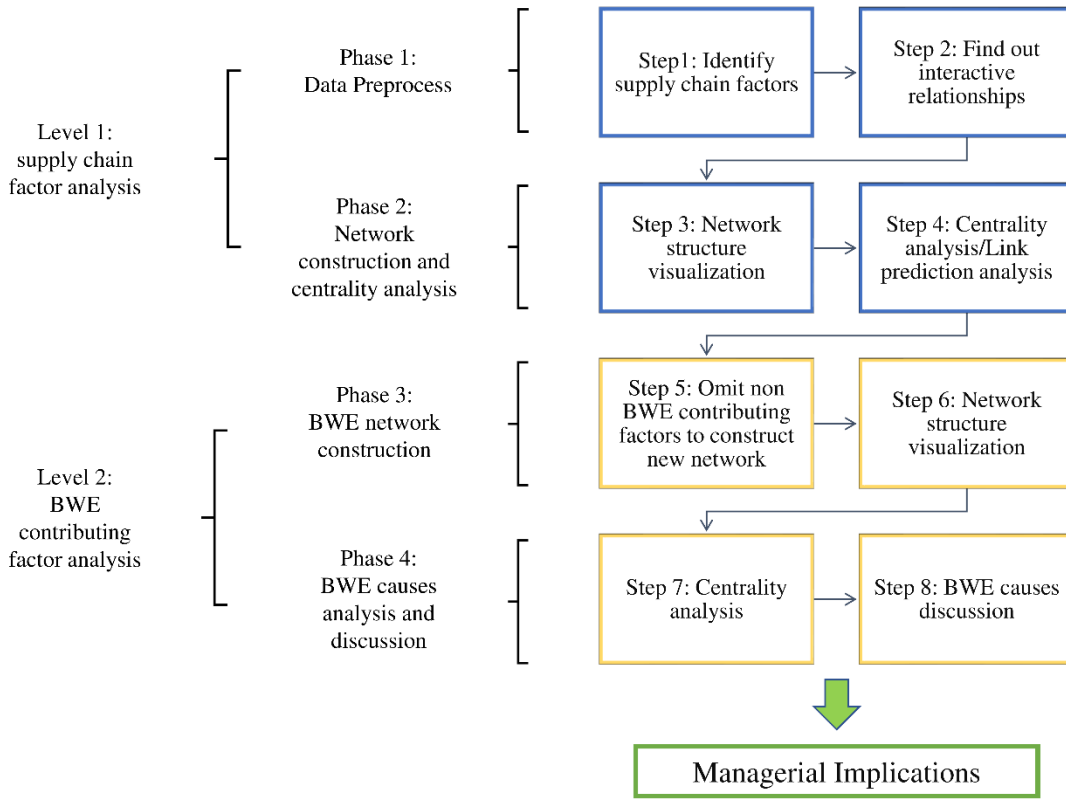 Level 1:
supply chain
factor analysis
Phase 1:
Data Preprocess
Step1: Identify
supply chain factors
Step 2: Find out
interactive
relationships
Phase 2:
Network
construction and
centrality analysis
Step 3: Network
structure
visualization
Step 4: Centrality
analysis/Link
prediction analysis
Level 2:
BWE
contributing
factor analysis
Phase 3:
BWE network
construction
Step 5: Omit non
BWE contributing
factors to construct
new network
Step 6: Network
structure
visualization
Phase 4:
BWE causes
analysis and
discussion
Step 7: Centrality
analysis
Step 8: BWE causes
discussion
Managerial Implications